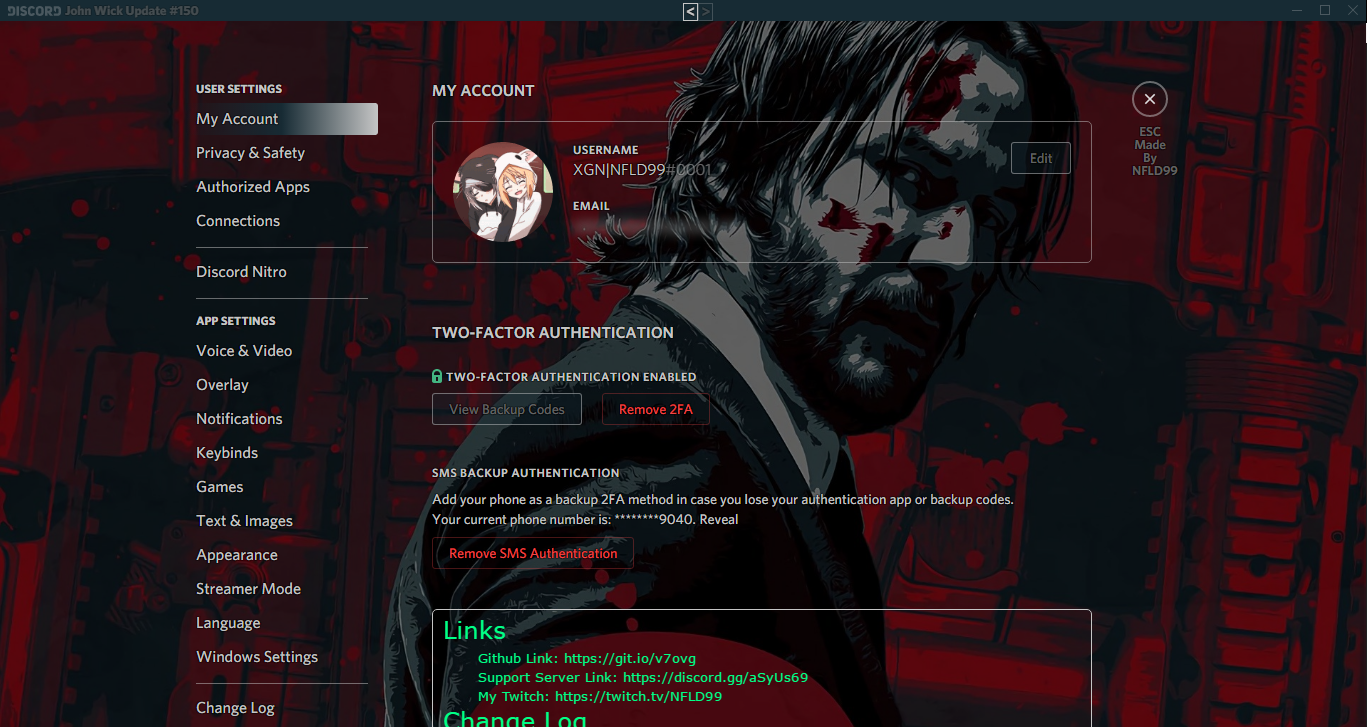 DISCORD John Wick Update #150
< >
USER SETTINGS
My Account
Privacy & Safety
Authorized Apps
Connections
Discord Nitro
APP SETTINGS
Voice & Video
Overlay
Notifications
Keybinds
Games
Text & Images
Appearance
Streamer Mode
Language
Windows Settings
Change Log
MY ACCOUNT
USERNAME
XGN|NFLD99#0001
Edit
EMAIL
TWO-FACTOR AUTHENTICATION
TWO-FACTOR AUTHENTICATION ENABLED
View Backup Codes
Remove 2FA
SMS BACKUP AUTHENTICATION
Add your phone as a backup 2FA method in case you lose your authentication app or backup codes.
Your current phone number is: ********9040. Reveal
Remove SMS Authentication
Links
Github Link: https://git.io/v7ovg
Support Server Link: https://discord.gg/aSyUs69
My Twitch: https://twitch.tv/NFLD99
Change Log
ESC
Made
By
NFLD99